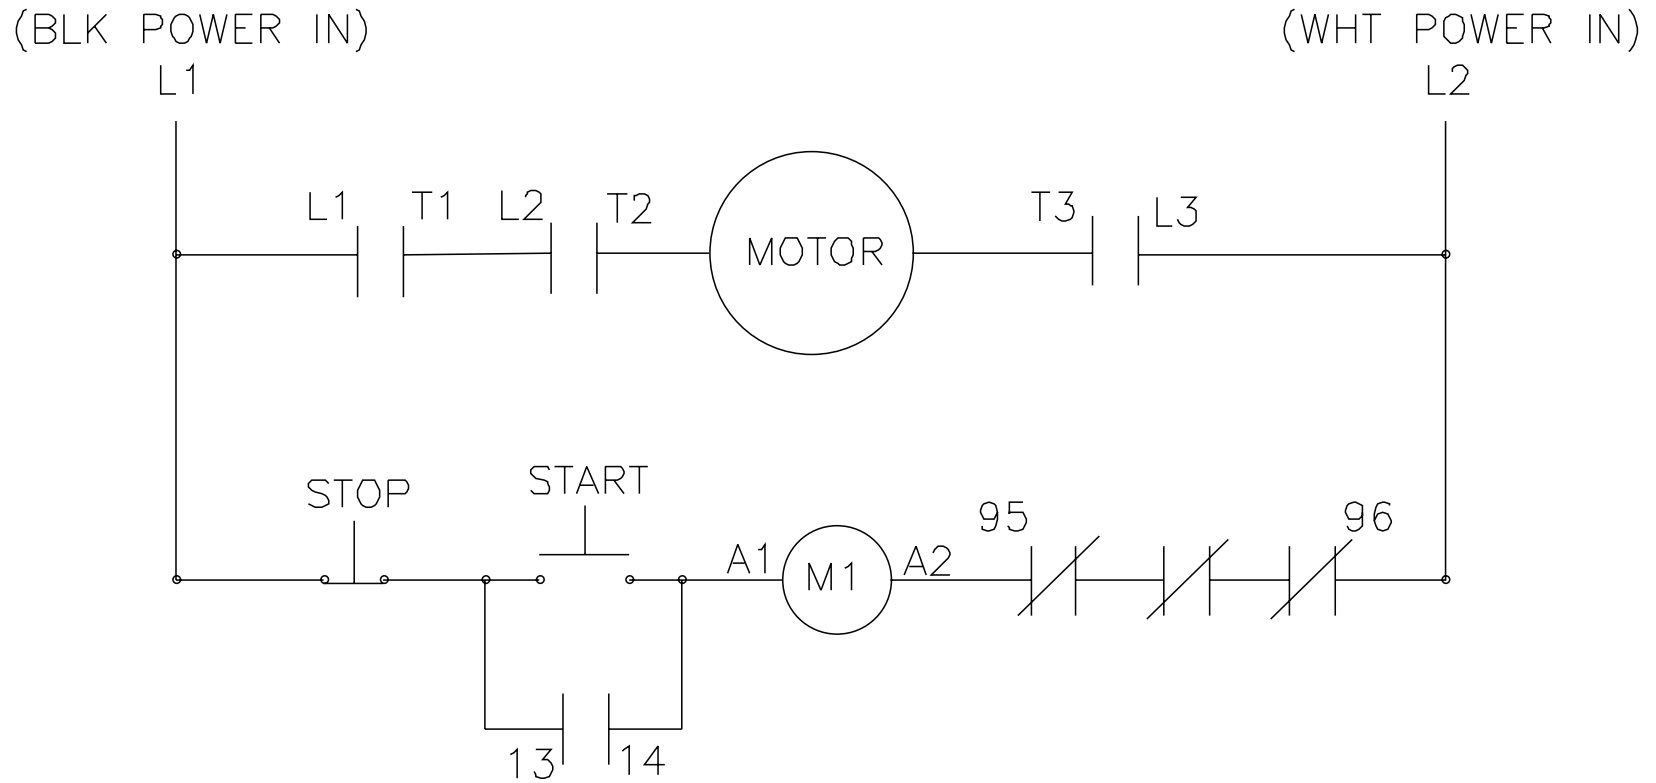 (BLK POWER IN) (WHT POWER IN)
L1 L2
L1 T1 L2 T2 MOTOR T3 L3
STOP START
A1 M1 A2 95 96
13 14